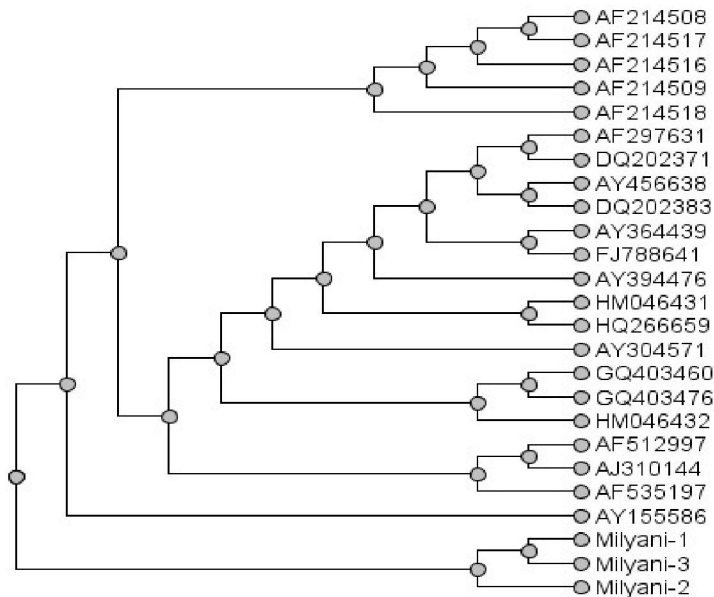 AF214508
AF214517
AF214516
AF214509
AF214518
AF297631
DQ202371
AY456638
DQ202383
AY364439
FJ788641
AY394476
HM046431
HQ266659
AY304571
GQ403460
GQ403476
HM046432
AF512997
AJ310144
AF535197
AY155586
Milyani-1
Milyani-3
Milyani-2